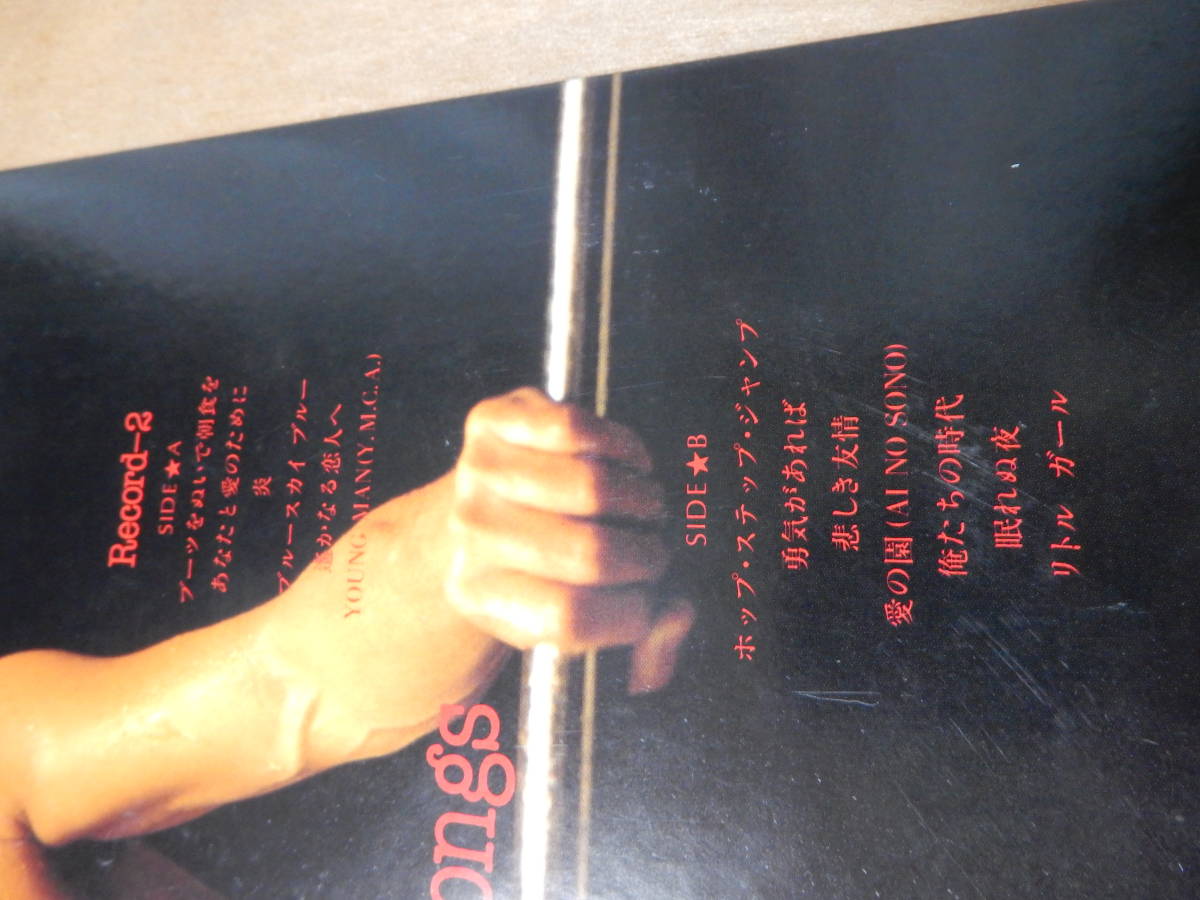 Record-2
SIDE★A
ブーツをぬいで朝食を
あなたと愛のために
炎
ブルースカイ ブルー
遥かなる恋人へ
YOUNG MAN(Y.M.C.A.)
ongs
SIDE★B
ホップ・ステップ・ジャンプ
勇気があれば
悲しき友情
愛の園(AI NO SONO)
俺たちの時代
眠れぬ夜
リトル ガール